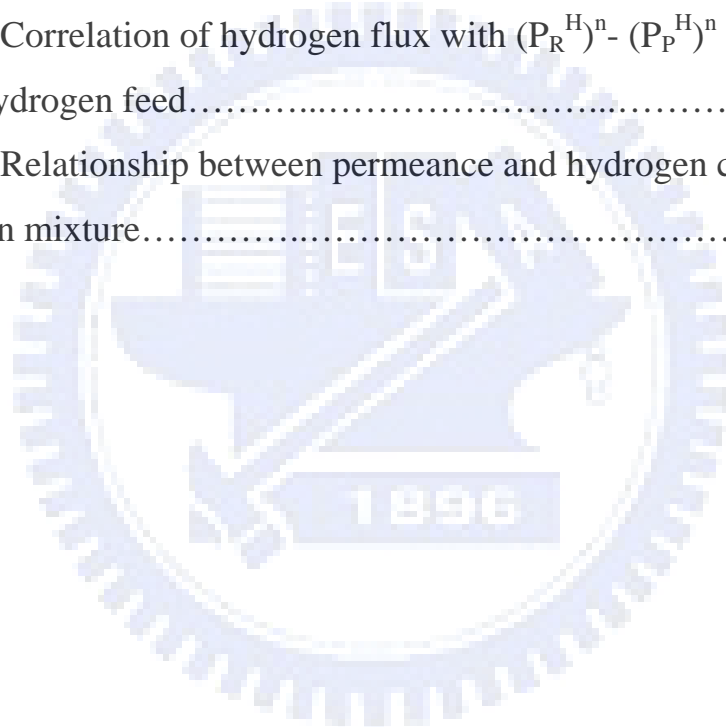 Correlation of hydrogen flux with (P_R^H)^n- (P_P^H)^n
ydrogen feed………...…………………...………
Relationship between permeance and hydrogen c
n mixture…………..……………………………
E S A
1896